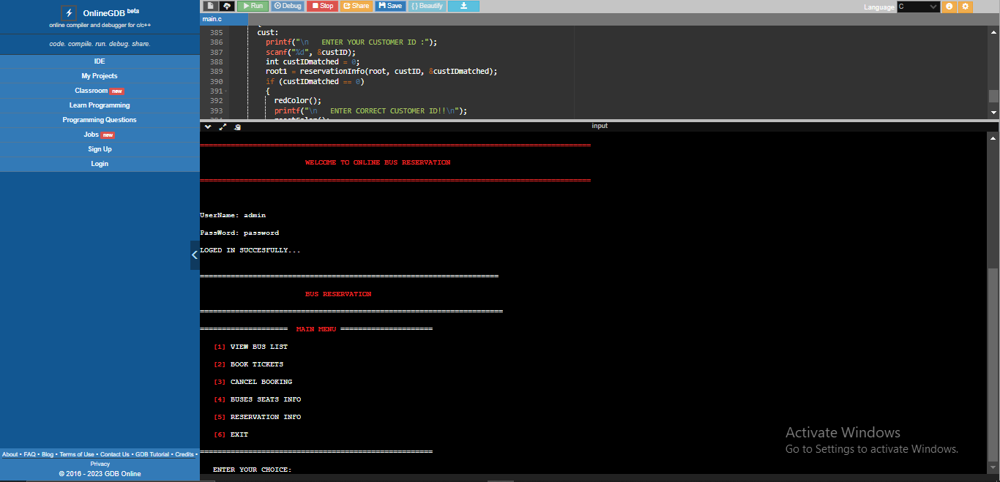 OnlineGDB beta
online compiler and debugger for c/c++
code. compile. run. debug. share.
IDE
My Projects
Classroom new
Learn Programming
Programming Questions
Jobs new
Sign Up
Login
About • FAQ • Blog • Terms of Use • Contact Us • GDB Tutorial • Credits •
Privacy
© 2016 - 2023 GDB Online
Run Debug Stop Share Save {} Beautify
Language C
main.c
385 cust:
386 printf("\n   ENTER YOUR CUSTOMER ID :");
387 scanf("%d", &custID);
388 int custIDmatched = 0;
389 root1 = reservationInfo(root, custID, &custIDmatched);
390 if (custIDmatched == 0)
391 {
392 redColor();
393 printf("\n   ENTER CORRECT CUSTOMER ID!!\n");
input
WELCOME TO ONLINE BUS RESERVATION
UserName: admin
PassWord: password
LOGED IN SUCCESFULLY...
BUS RESERVATION
==================== MAIN MENU =====================
[1] VIEW BUS LIST
[2] BOOK TICKETS
[3] CANCEL BOOKING
[4] BUSES SEATS INFO
[5] RESERVATION INFO
[6] EXIT
ENTER YOUR CHOICE:
Activate Windows
Go to Settings to activate Windows.